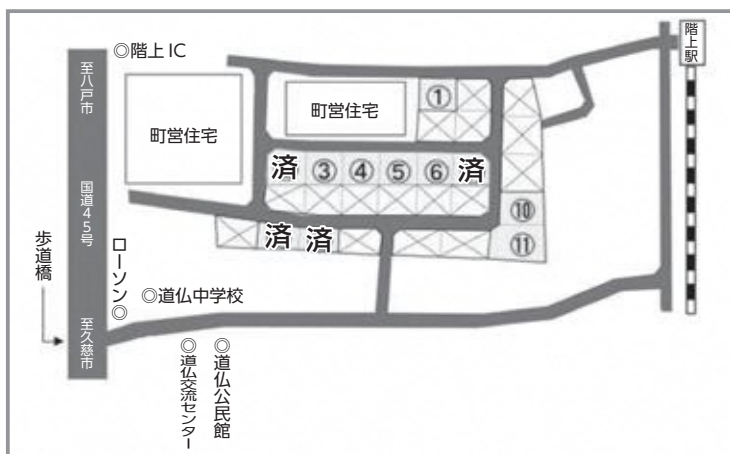 ◎階上IC
階上駅
至八戸市
国道45号
至久慈市
町営住宅
町営住宅
①
済
③
④
⑤
⑥
済
⑩
⑪
済
済
歩道橋
ローソン◎
◎道仏中学校
◎道仏交流センター
◎道仏公民館